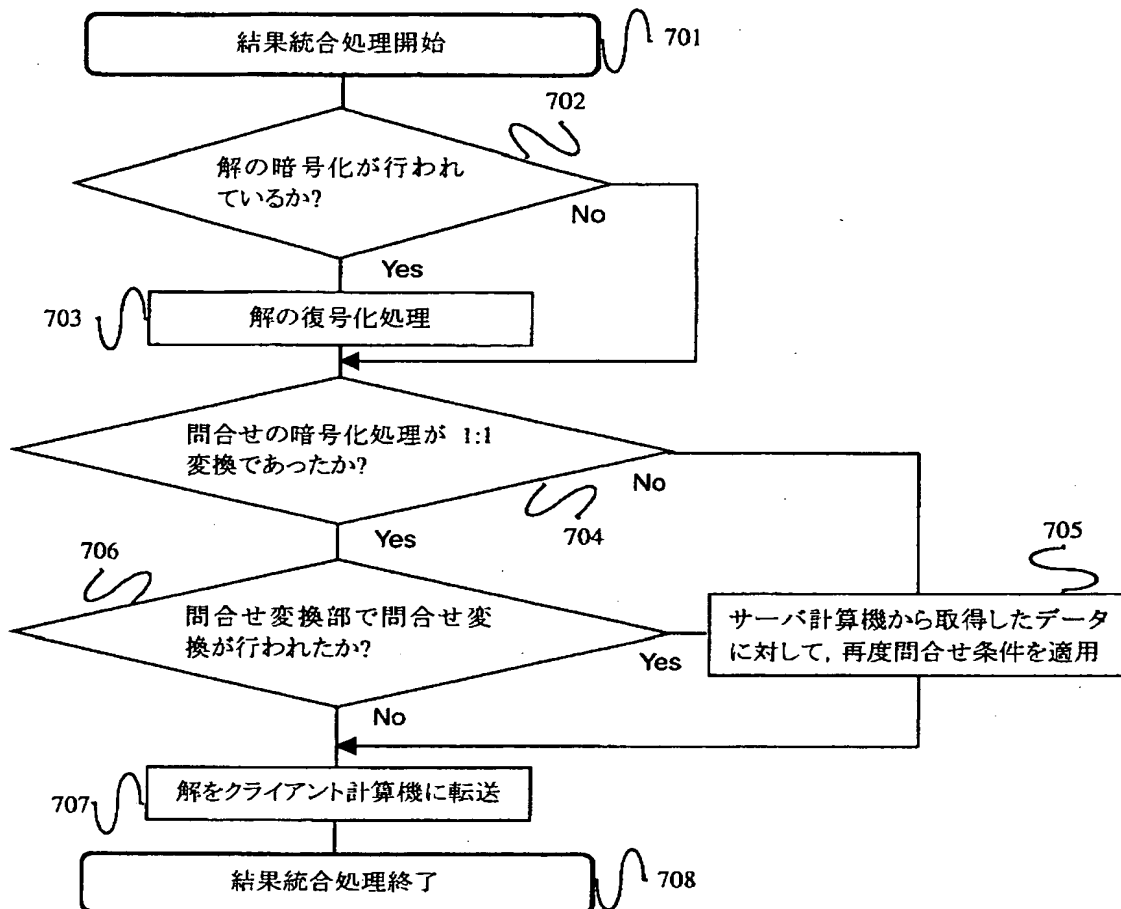 結果統合処理開始
701
702
解の暗号化が行われ
ているか?
No
Yes
703
解の復号化処理
問合せの暗号化処理が 1:1
変換であったか?
No
704
Yes
705
706
問合せ変換部で問合せ変
換が行われたか?
Yes
サーバ計算機から取得したデータ
に対して, 再度問合せ条件を適用
No
707
解をクライアント計算機に転送
結果統合処理終了
708